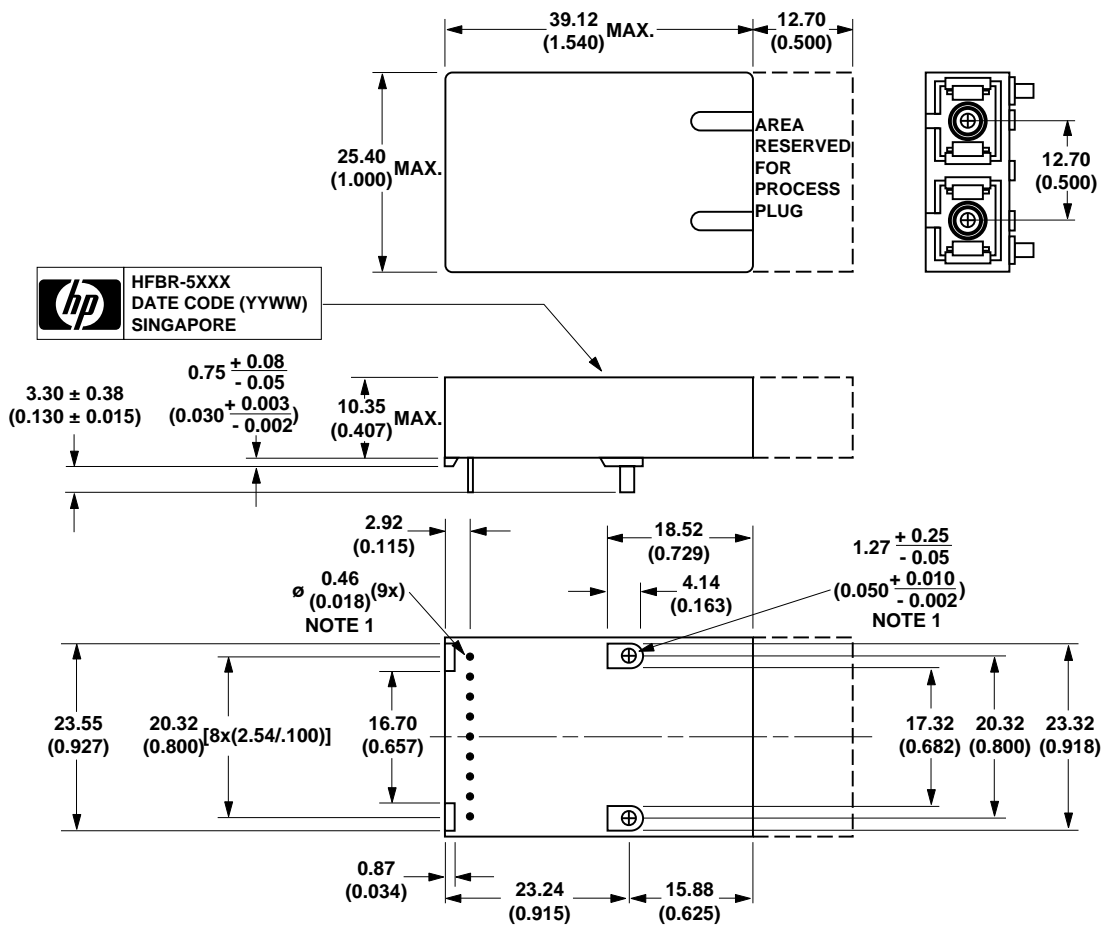 39.12
(1.540)
MAX.
12.70
(0.500)
25.40
(1.000)
MAX.
AREA
RESERVED
FOR
PROCESS
PLUG
12.70
(0.500)
hp
HFBR-5XXX
DATE CODE (YYWW)
SINGAPORE
3.30 ± 0.38
(0.130 ± 0.015)
0.75 + 0.08
- 0.05
(0.030 + 0.003
- 0.002)
10.35
(0.407)
MAX.
2.92
(0.115)
18.52
(0.729)
1.27 + 0.25
- 0.05
(0.050 + 0.010
- 0.002)
NOTE 1
ø 0.46
(0.018)
(9x)
NOTE 1
4.14
(0.163)
23.55
(0.927)
20.32
(0.800)
[8x(2.54/.100)]
16.70
(0.657)
17.32
(0.682)
20.32
(0.800)
23.32
(0.918)
0.87
(0.034)
23.24
(0.915)
15.88
(0.625)